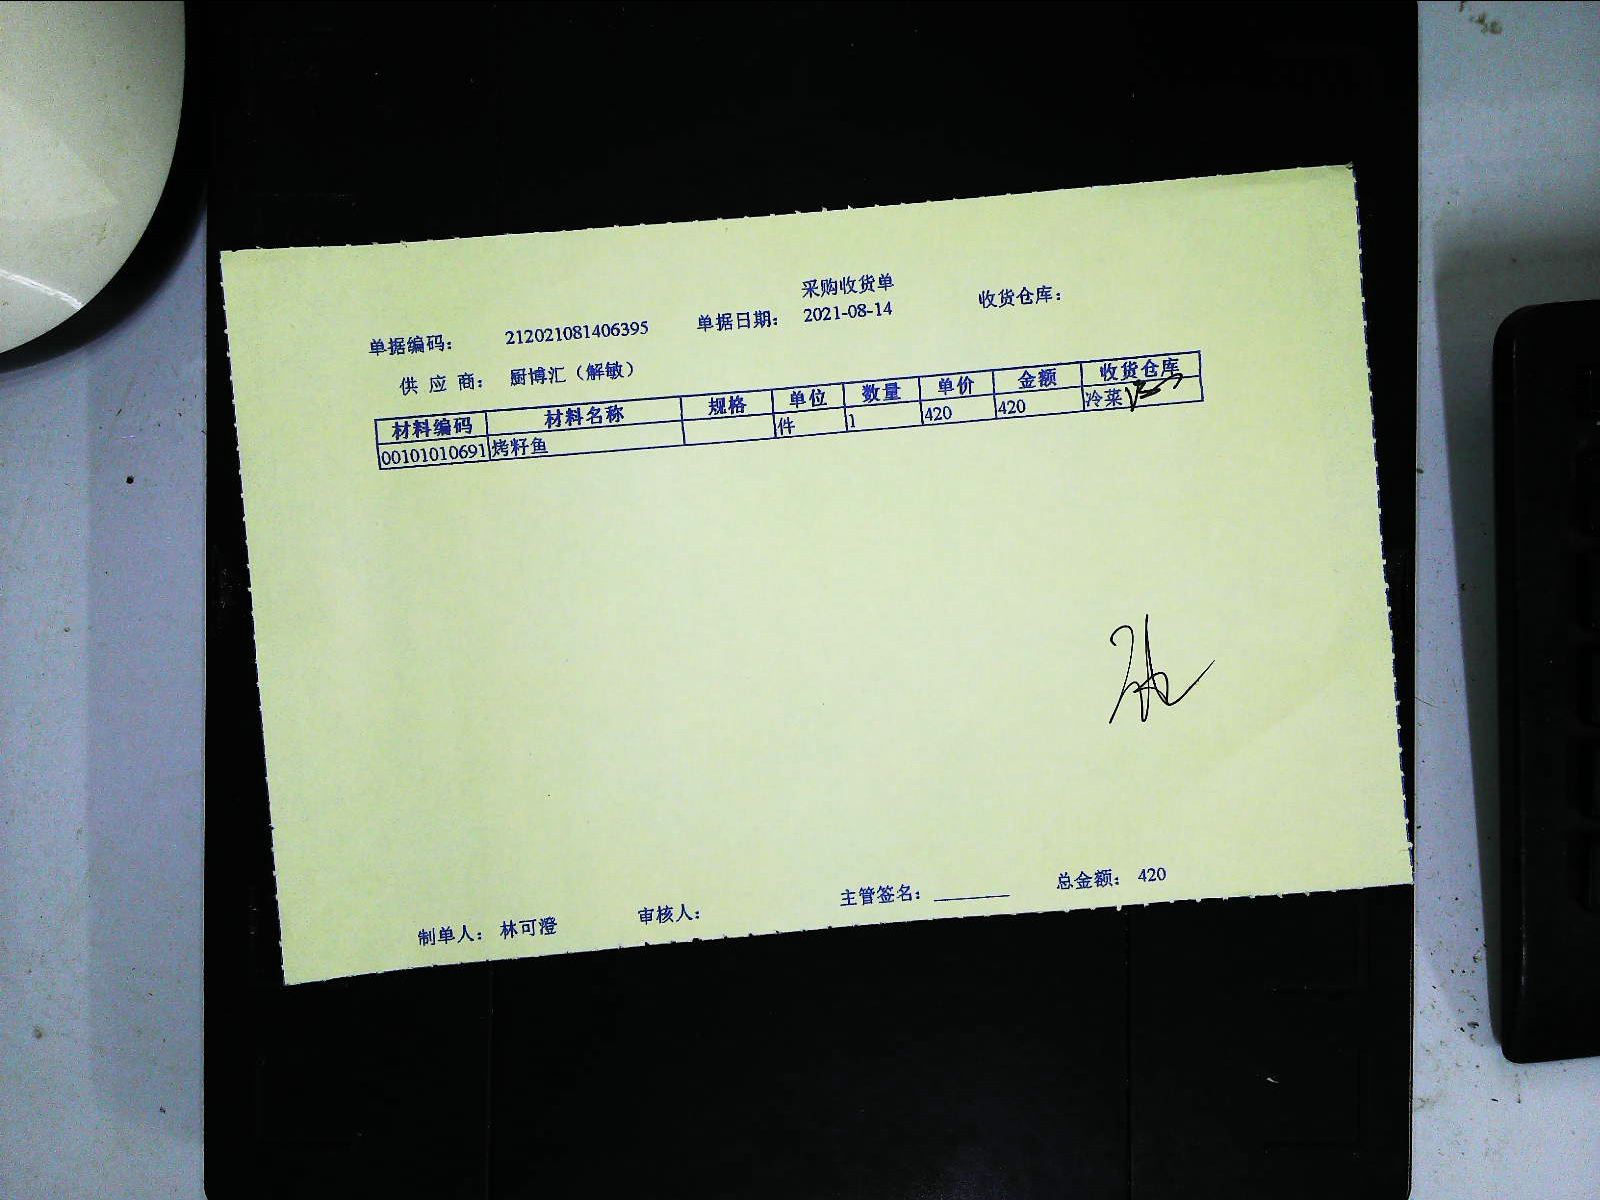 采购收货单
单据编码： 212021081406395 单据日期： 2021-08-14 收货仓库：
供 应 商： 厨博汇（解敏）
材料编码 材料名称 规格 单位 数量 单价 金额 收货仓库
00101010691 烤籽鱼 件 1 420 420 冷菜
制单人： 林可澄 审核人： 主管签名： 总金额： 420